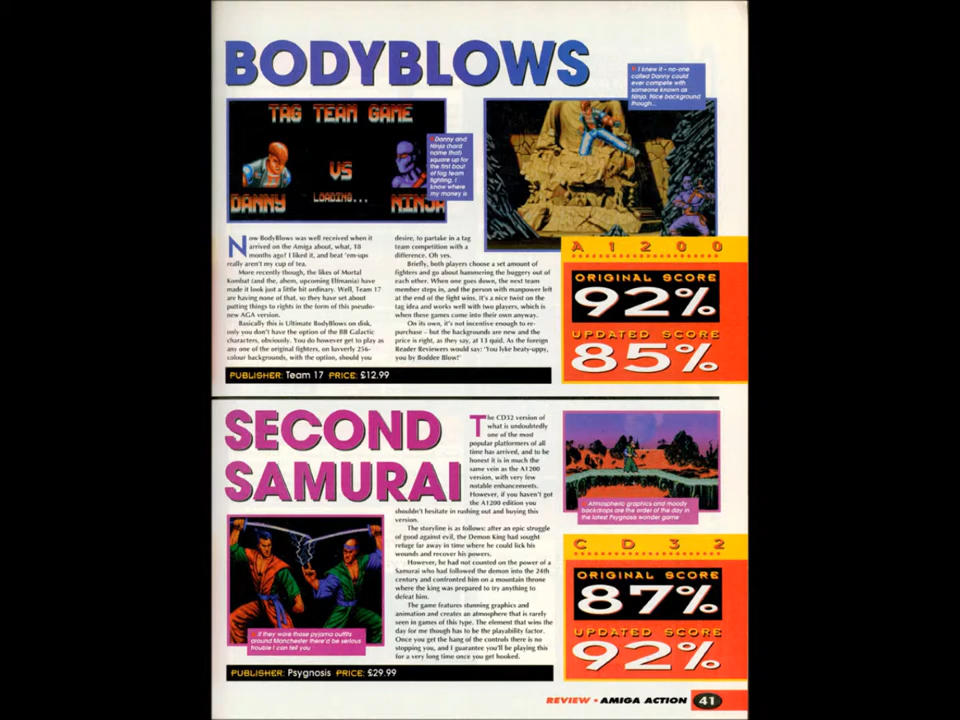 BODYBLOWS
I knew it – no-one
called Danny could
ever compete with
someone known as
Ninja. Nice background
though...
TAG TEAM GAME
VS
LOADING...
DANNY
NINJA
Danny and
Ninja (hard
name that)
square up for
the first bout
of tag team
fighting. I
know where
my money is
Now BodyBlows was well received when it
arrived on the Amiga about, what, 18
months ago? I liked it, and beat 'em-ups
really aren't my cup of tea.
More recently though, the likes of Mortal
Kombat (and the, ahem, upcoming Elfmania) have
made it look just a little bit ordinary. Well, Team 17
are having none of that, so they have set about
putting things to rights in the form of this pseudo-
new AGA version.
Basically this is Ultimate BodyBlows on disk,
only you don't have the option of the BB Galactic
characters, obviously. You do however get to play as
any one of the original fighters, on luvverly 256-
colour backgrounds, with the option, should you
desire, to partake in a tag
team competition with a
difference. Oh yes.
Briefly, both players choose a set amount of
fighters and go about hammering the buggery out of
each other. When one goes down, the next team
member steps in, and the person with manpower left
at the end of the fight wins. It's a nice twist on the
tag idea and works well with two players, which is
when these games come into their own anyway.
On its own, it's not incentive enough to re-
purchase – but the backgrounds are new and the
price is right, as they say, at 13 quid. As the foreign
Reader Reviewers would say: 'You lyke beaty-uppy,
you by Boddee Blow!'
A1200
ORIGINAL SCORE
92%
UPDATED SCORE
85%
PUBLISHER: Team 17 PRICE: £12.99
SECOND
SAMURAI
The CD32 version of
what is undoubtedly
one of the most
popular platformers of all
time has arrived, and to be
honest it is in much the
same vein as the A1200
version, with very few
notable enhancements.
However, if you haven't got
the A1200 edition you
shouldn't hesitate in rushing out and buying this
version.
The storyline is as follows: after an epic struggle
of good against evil, the Demon King had sought
refuge far away in time where he could lick his
wounds and recover his powers.
However, he had not counted on the power of a
Samurai who had followed the demon into the 24th
century and confronted him on a mountain throne
where the king was prepared to try anything to
defeat him.
The game features stunning graphics and
animation and creates an atmosphere that is rarely
seen in games of this type. The element that wins the
day for me though has to be the playability factor.
Once you get the hang of the controls there is no
stopping you, and I guarantee you'll be playing this
for a very long time once you get hooked.
Atmospheric graphics and moody
backdrops are the order of the day in
the latest Psygnosis wonder game
If they wore those pyjama outfits
around Manchester there'd be serious
trouble I can tell you
CD32
ORIGINAL SCORE
87%
UPDATED SCORE
92%
PUBLISHER: Psygnosis PRICE: £29.99
REVIEW • AMIGA ACTION 41